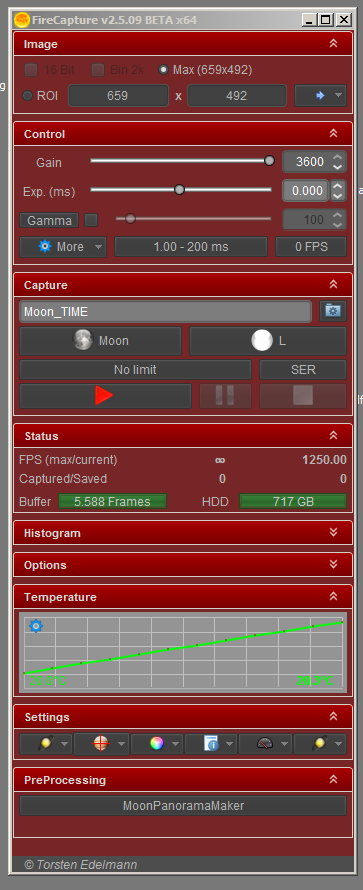 FireCapture v2.5.09 BETA x64
Image
16 Bit Bin 2x Max (659x492)
ROI 659 x 492
Control
Gain 3600
Exp. (ms) 0.000
Gamma 100
More 1.00 - 200 ms 0 FPS
Capture
Moon_TIME
Moon L
No limit SER
Status
FPS (max/current) ∞ 1250.00
Captured/Saved 0 0
Buffer 5.588 Frames HDD 717 GB
Histogram
Options
Temperature
20.3°C
Settings
PreProcessing
MoonPanoramaMaker
© Torsten Edelmann